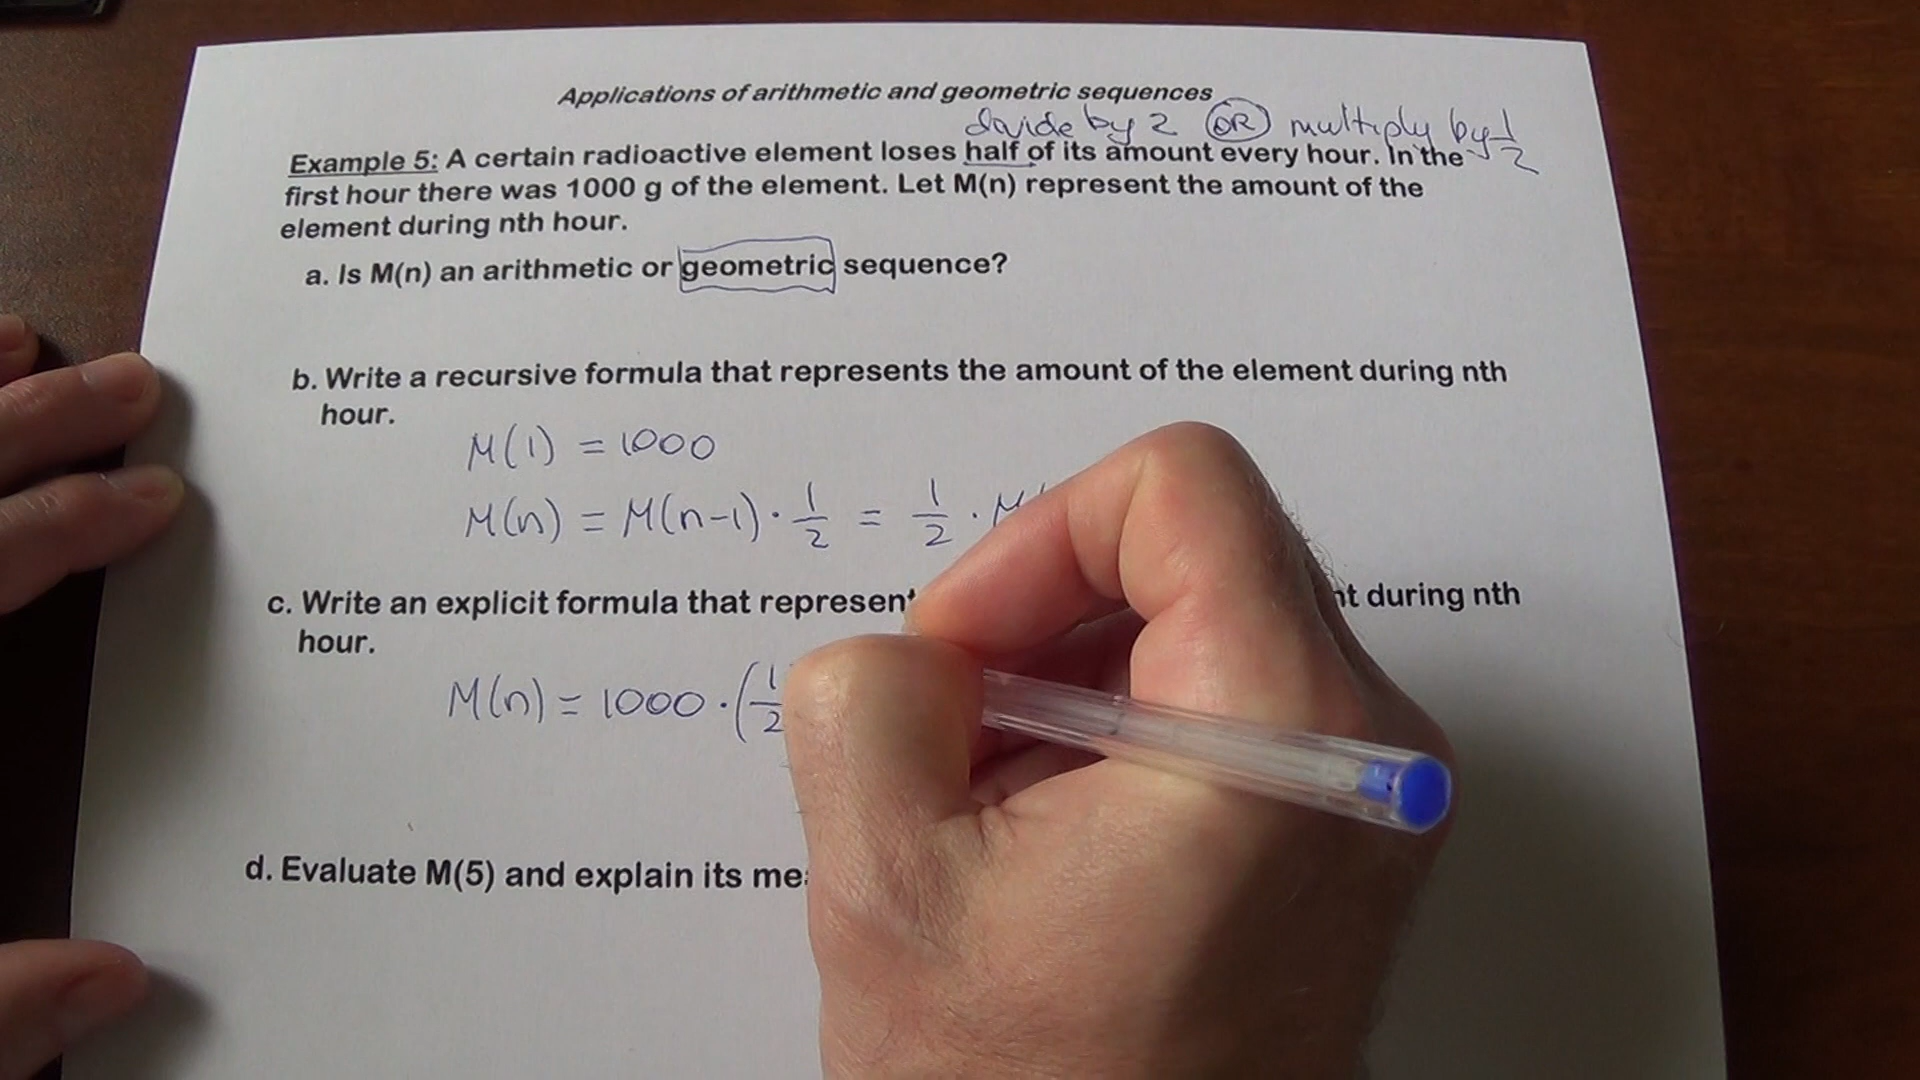 Applications of arithmetic and geometric sequences
divide by 2 OR multiply by 1/2
Example 5: A certain radioactive element loses half of its amount every hour. In the
first hour there was 1000 g of the element. Let M(n) represent the amount of the
element during nth hour.
a. Is M(n) an arithmetic or geometric sequence?
b. Write a recursive formula that represents the amount of the element during nth
hour.
M(1) = 1000
M(n) = M(n-1) · 1/2 = 1/2 · M
c. Write an explicit formula that represent during nth
hour.
M(n) = 1000 · (1/2
d. Evaluate M(5) and explain its